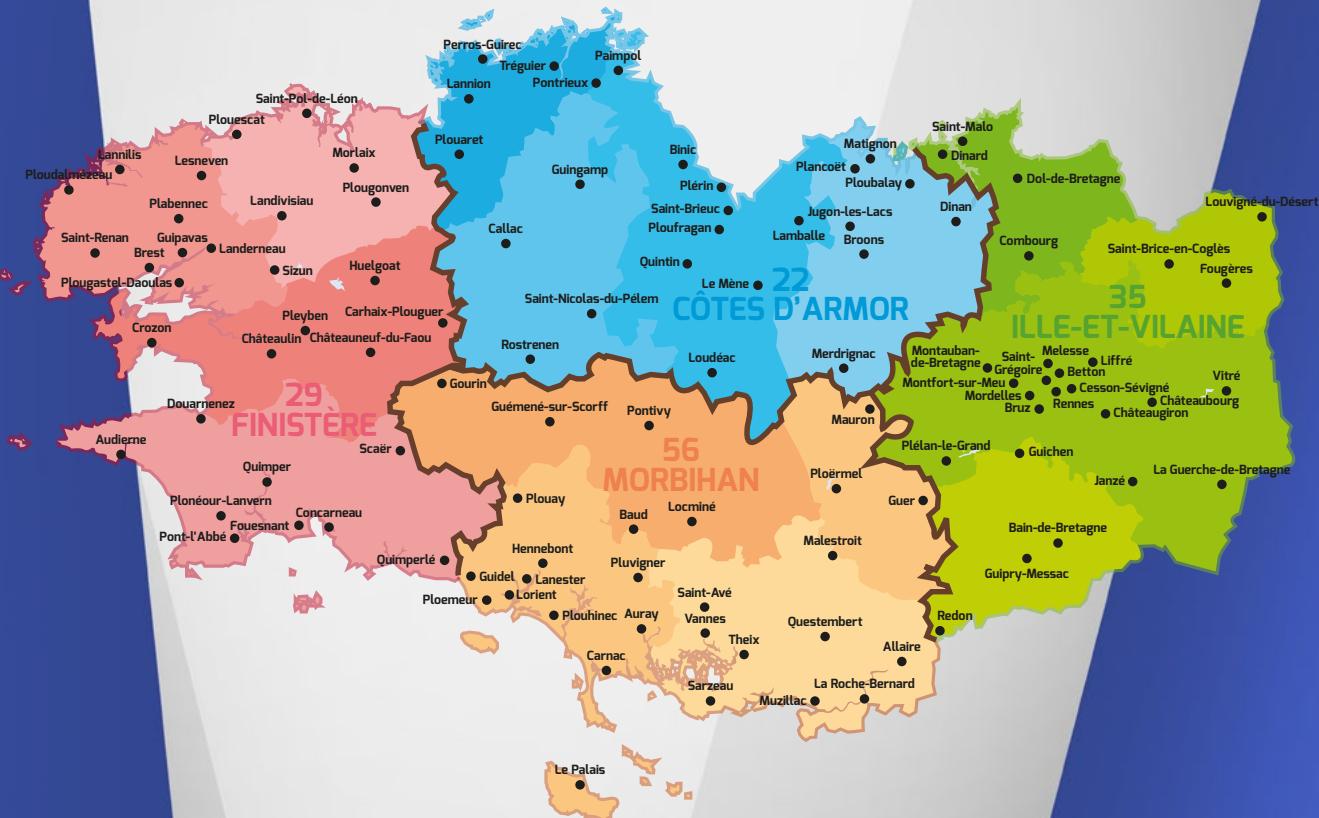 Perros-Guirec
Tréguier
Paimpol
Lannion
Pontrieux
Plouaret
Guingamp
Binic
Plérin
Saint-Brieuc
Ploufragan
Matignon
Plancoët
Ploubalay
Jugon-les-Lacs
Lamballe
Broons
Dinan
Callac
Quintin
Le Mène
22
CÔTES D'ARMOR
Saint-Nicolas-du-Pélem
Rostrenen
Loudéac
Merdrignac
Saint-Pol-de-Léon
Plouescat
Lannilis
Ploudalmézeau
Lesneven
Morlaix
Plougonven
Plabennec
Landivisiau
Saint-Renan
Guipavas
Brest
Landerneau
Plougastel-Daoulas
Sizun
Huelgoat
Crozon
Pleyben
Carhaix-Plouguer
Châteaulin
Châteauneuf-du-Faou
29
FINISTÈRE
Douarnenez
Audierne
Scaër
Quimper
Plonéour-Lanvern
Fouesnant
Concarneau
Pont-l'Abbé
Quimperlé
Saint-Malo
Dinard
Dol-de-Bretagne
Louvigné-du-Désert
Combourg
Saint-Brice-en-Coglès
Fougères
35
ILLE-ET-VILAINE
Montauban-
de-Bretagne
Saint-
Grégoire
Melesse
Liffré
Betton
Montfort-sur-Meu
Cesson-Sévigné
Vitré
Mordelles
Rennes
Châteaubourg
Bruz
Châteaugiron
Plélan-le-Grand
Guichen
Janzé
La Guerche-de-Bretagne
Bain-de-Bretagne
Guipry-Messac
Redon
Gourin
Guémené-sur-Scorff
Pontivy
Mauron
56
MORBIHAN
Ploërmel
Plouay
Guer
Locminé
Baud
Malestroit
Hennebont
Pluvigner
Guidel
Lanester
Ploemeur
Lorient
Saint-Avé
Plouhinec
Auray
Vannes
Questembert
Theix
Allaire
Carnac
Sarzeau
La Roche-Bernard
Muzillac
Le Palais